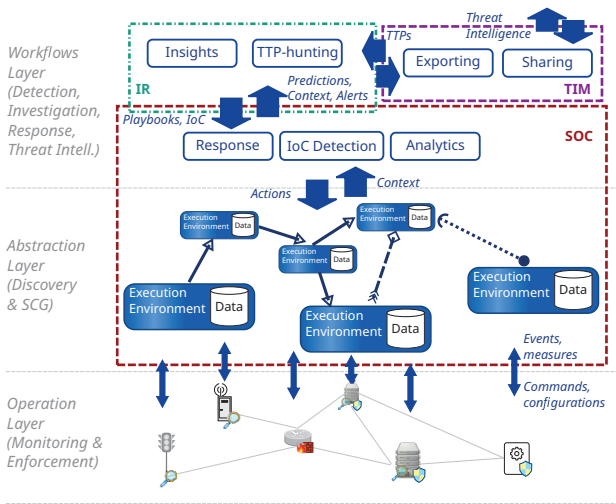 Workflows
Layer
(Detection,
Investigation,
Response,
Threat Intell.)
Insights
TTP-hunting
IR
TTPs
Threat
Intelligence
Exporting
Sharing
TIM
Predictions,
Context, Alerts
Playbooks, IoC
SOC
Response
IoC Detection
Analytics
Actions
Context
Abstraction
Layer
(Discovery
& SCG)
Execution
Environment
Data
Execution
Environment
Data
Execution
Environment
Data
Execution
Environment
Data
Execution
Environment
Data
Execution
Environment
Data
Events,
measures
Commands,
configurations
Operation
Layer
(Monitoring &
Enforcement)